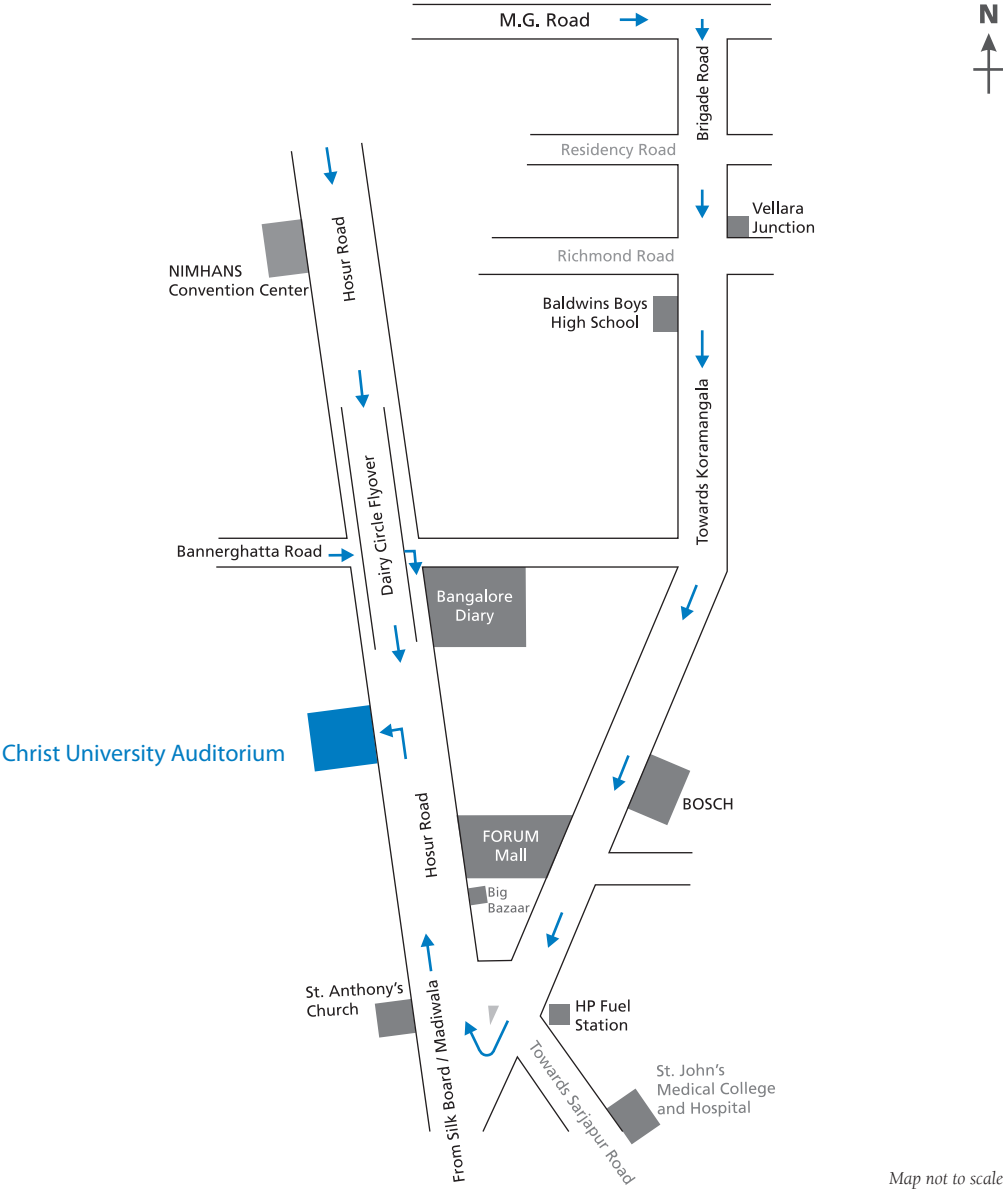 N
M.G. Road
Brigade Road
Residency Road
Vellara
Junction
Hosur Road
Richmond Road
NIMHANS
Convention Center
Baldwins Boys
High School
Towards Koramangala
Dairy Circle Flyover
Bannerghatta Road
Bangalore
Diary
Christ University Auditorium
BOSCH
Hosur Road
FORUM
Mall
Big
Bazaar
St. Anthony's
Church
From Silk Board / Madiwala
HP Fuel
Station
Towards Sarjapur Road
St. John's
Medical College
and Hospital
Map not to scale